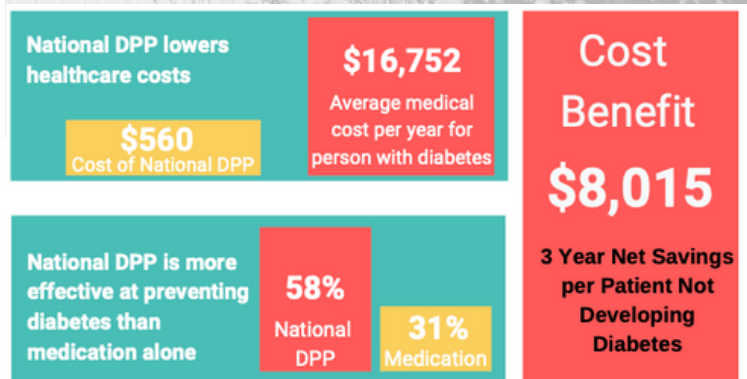 National DPP lowers
healthcare costs
$560
Cost of National DPP
$16,752
Average medical
cost per year for
person with diabetes
National DPP is more
effective at preventing
diabetes than
medication alone
58%
National
DPP
31%
Medication
Cost
Benefit
$8,015
3 Year Net Savings
per Patient Not
Developing
Diabetes